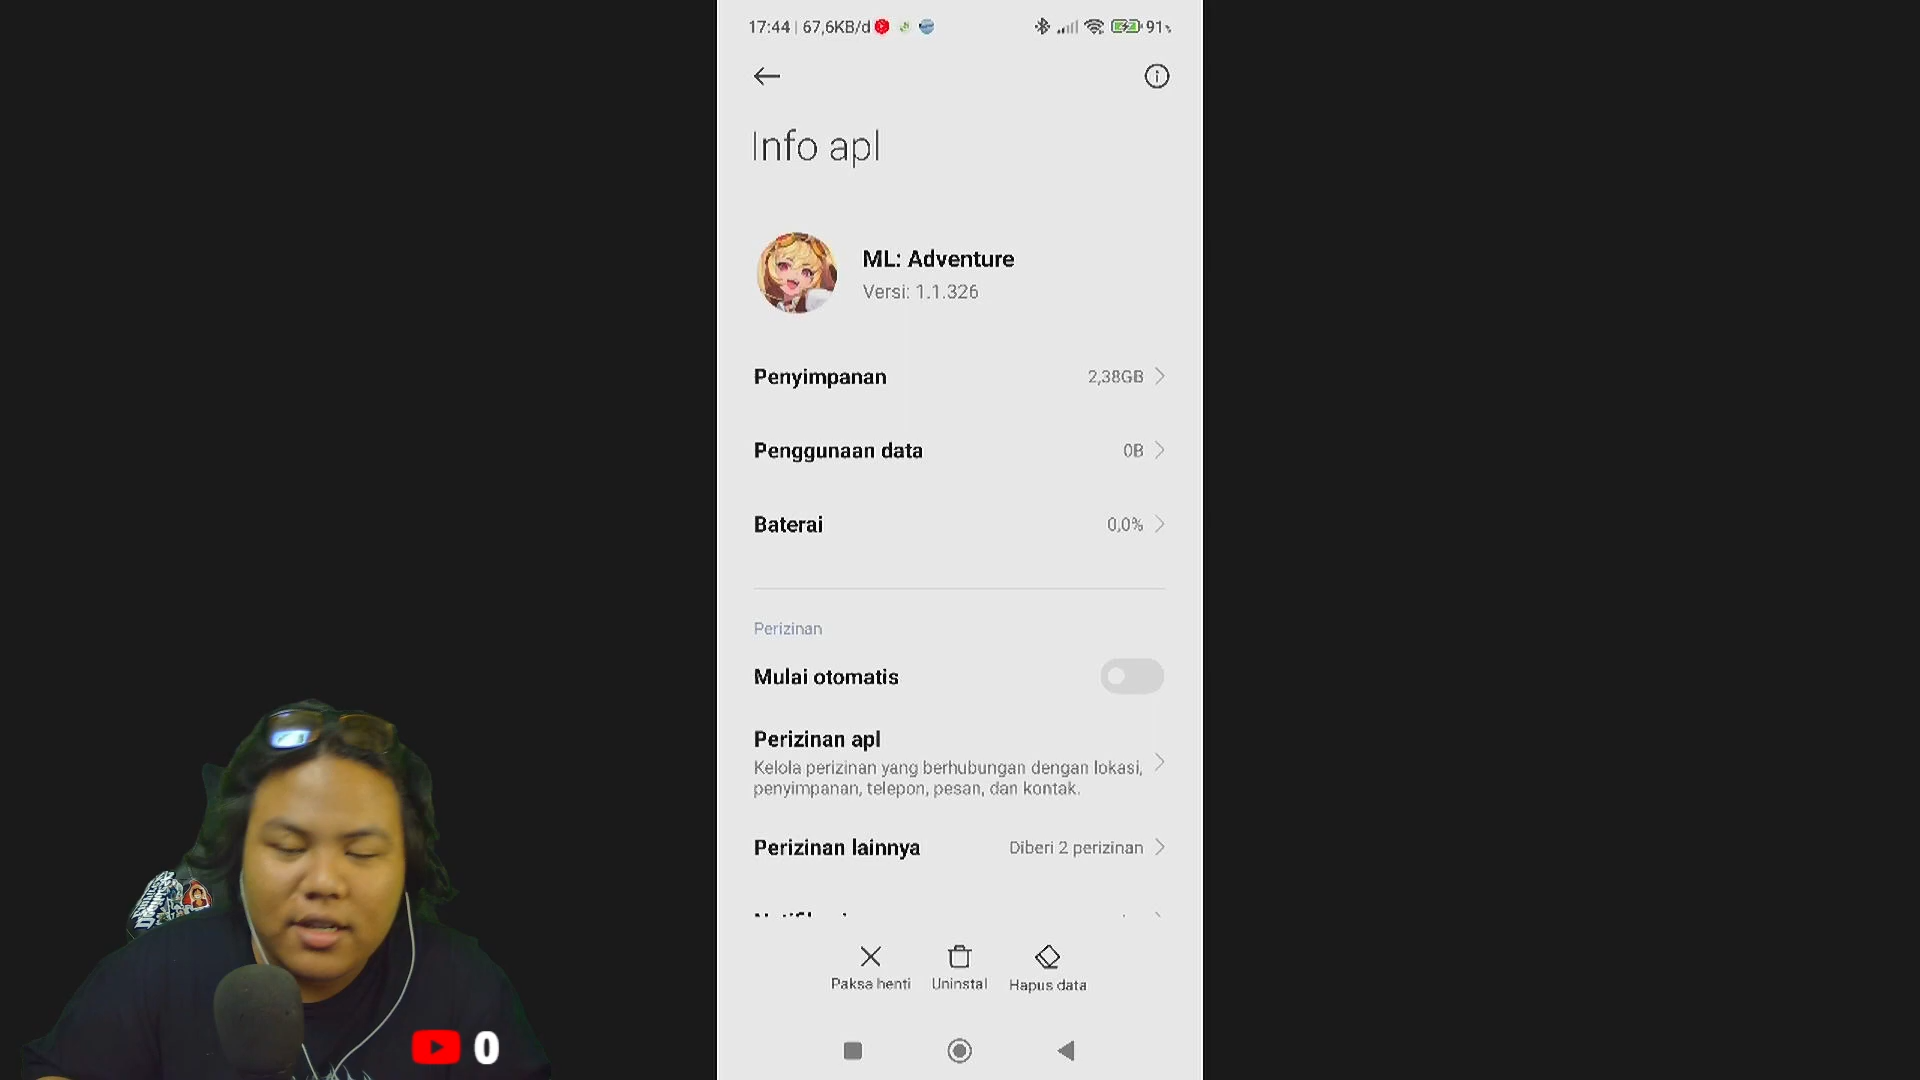 17:44 | 67,6KB/d
91%
Info apl
ML: Adventure
Versi: 1.1.326
Penyimpanan 2,38GB
Penggunaan data 0B
Baterai 0,0%
Perizinan
Mulai otomatis
Perizinan apl
Kelola perizinan yang berhubungan dengan lokasi,
penyimpanan, telepon, pesan, dan kontak.
Perizinan lainnya Diberi 2 perizinan
Paksa henti Uninstal Hapus data
0